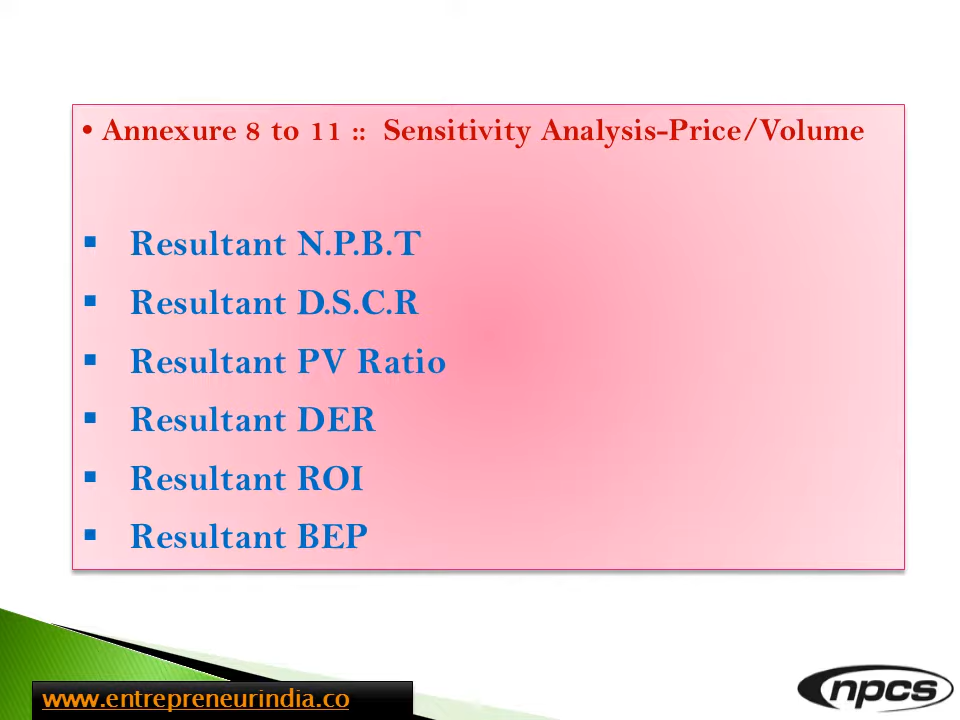 • Annexure 8 to 11 :: Sensitivity Analysis-Price/Volume
▪ Resultant N.P.B.T
▪ Resultant D.S.C.R
▪ Resultant PV Ratio
▪ Resultant DER
▪ Resultant ROI
▪ Resultant BEP
www.entrepreneurindia.co
npcs